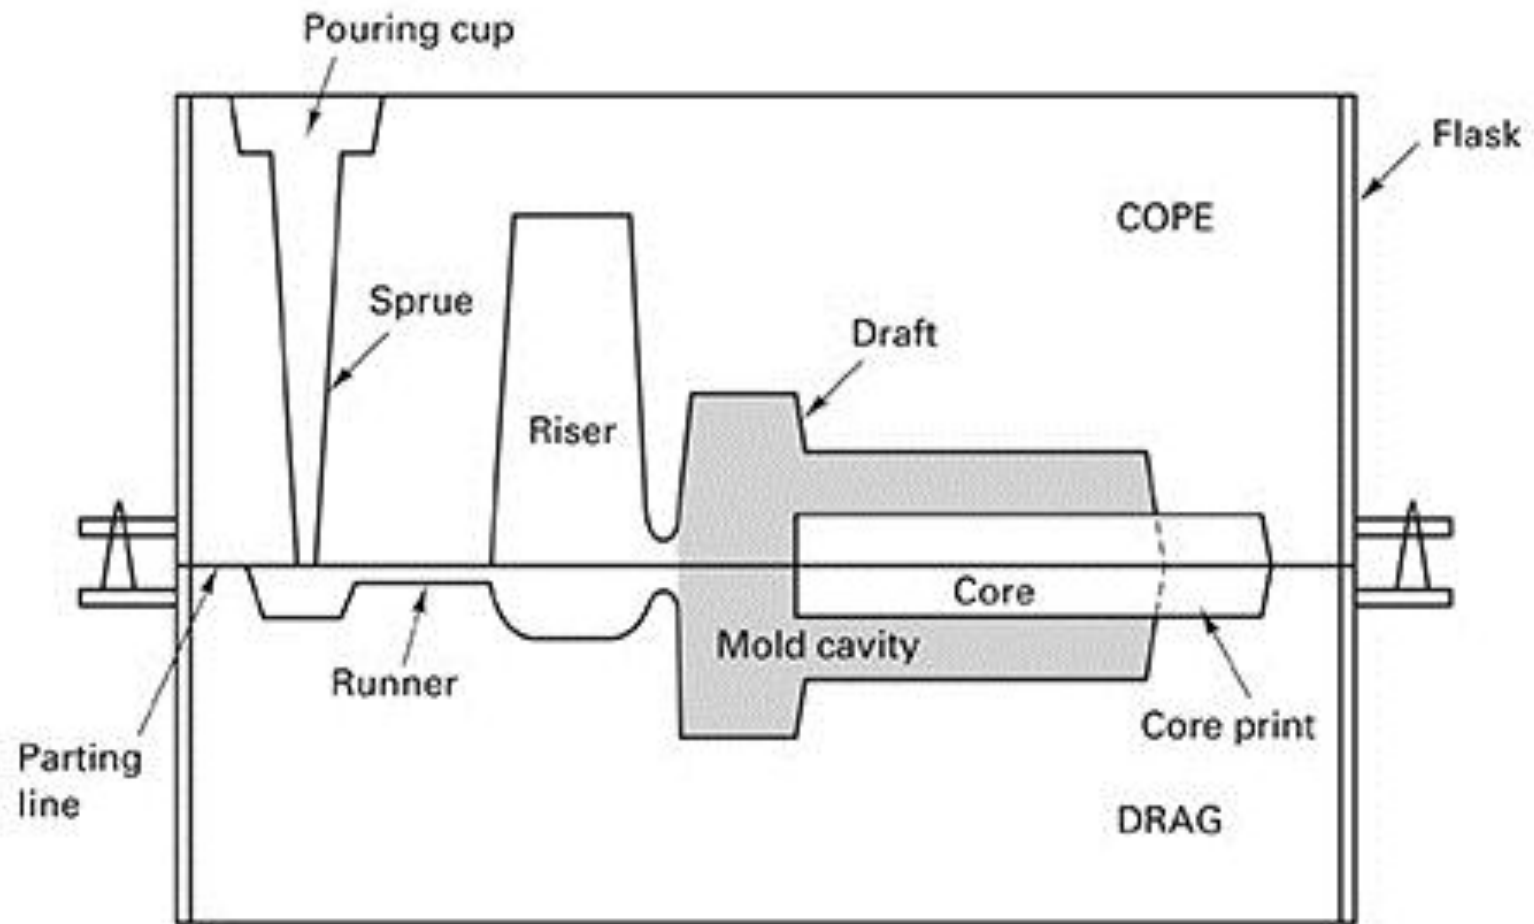 Pouring cup
Flask
COPE
Sprue
Draft
Riser
Core
Mold cavity
Runner
Core print
Parting
line
DRAG